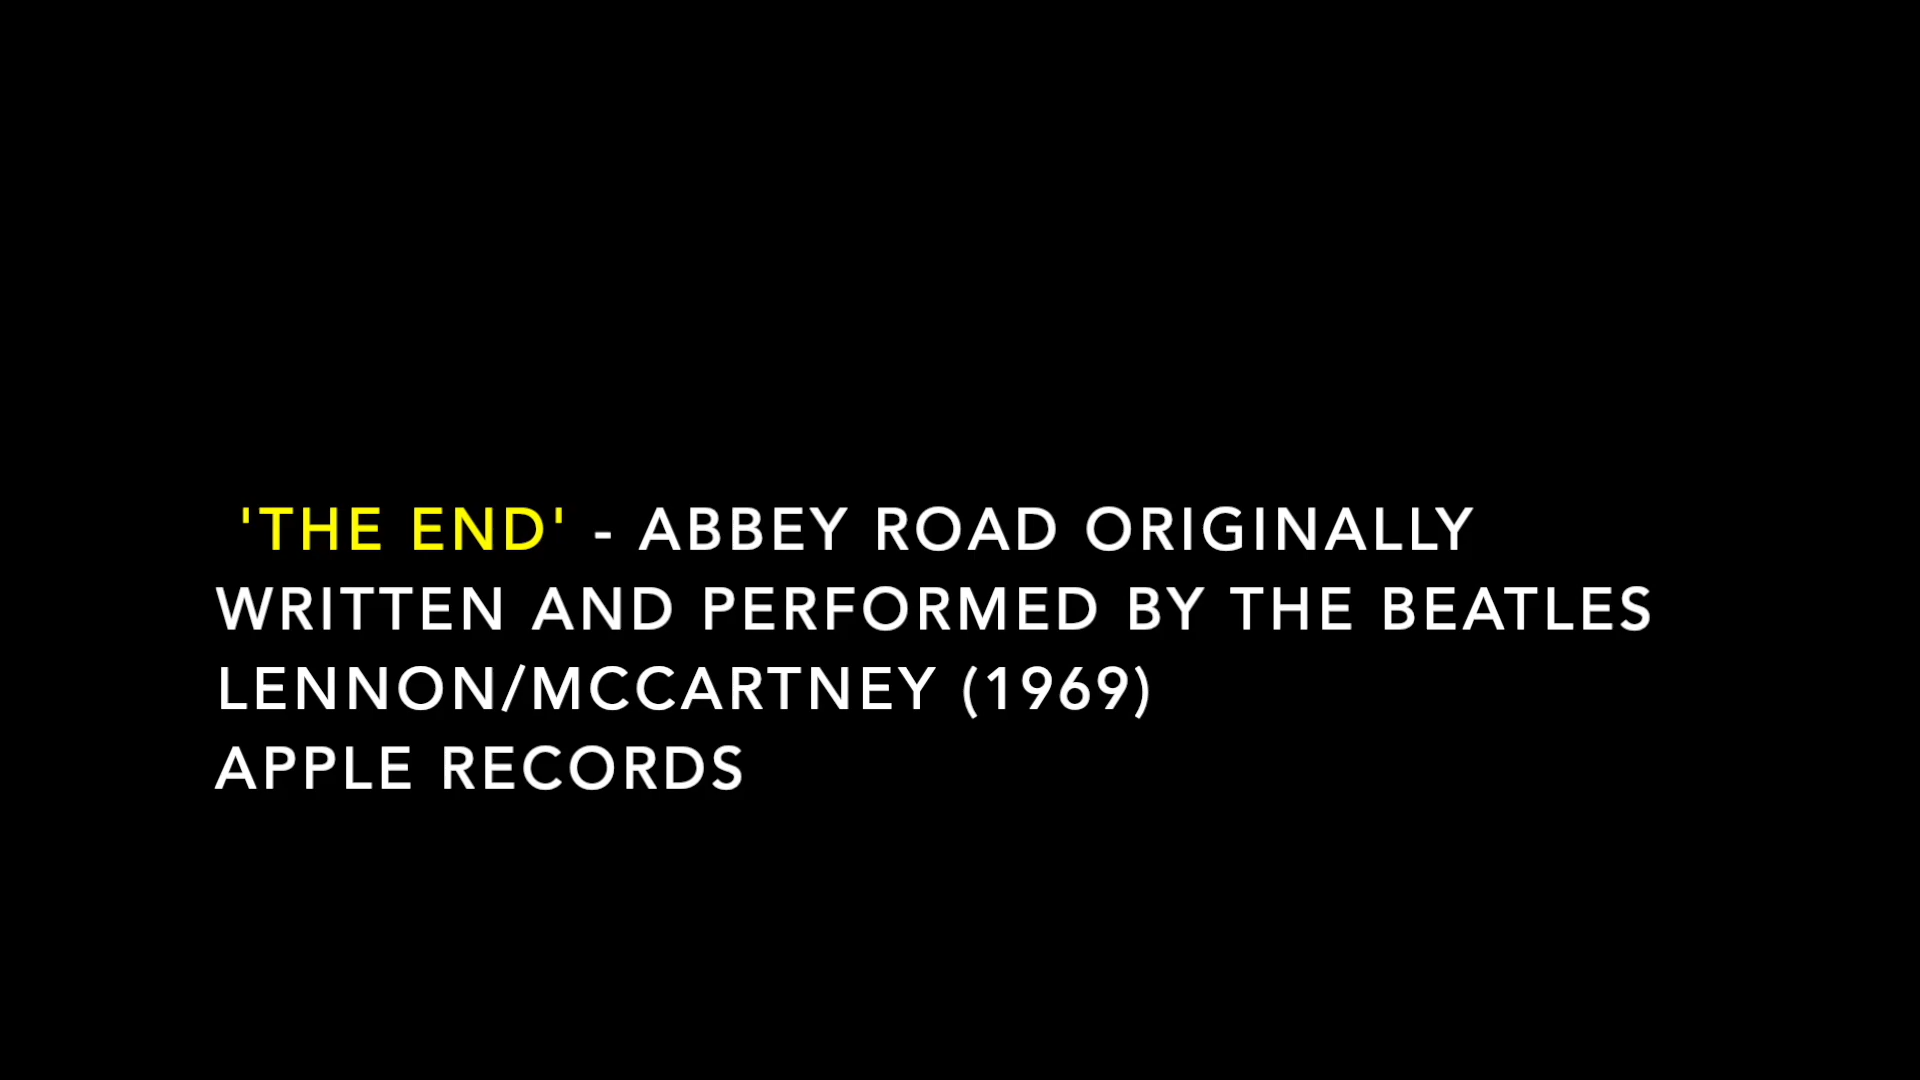 'THE END' - ABBEY ROAD ORIGINALLY
WRITTEN AND PERFORMED BY THE BEATLES
LENNON/MCCARTNEY (1969)
APPLE RECORDS